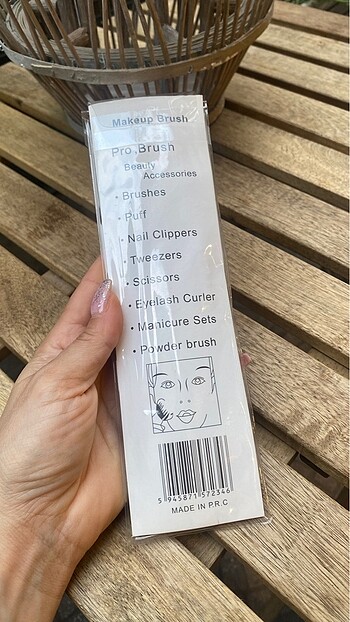 Makeup Brush
Pro.Brush
Beauty
Accessories
• Brushes
• Puff
• Nail Clippers
• Tweezers
• Scissors
• Eyelash Curler
• Manicure Sets
• Powder brush
5 945871 572346
MADE IN P.R.C